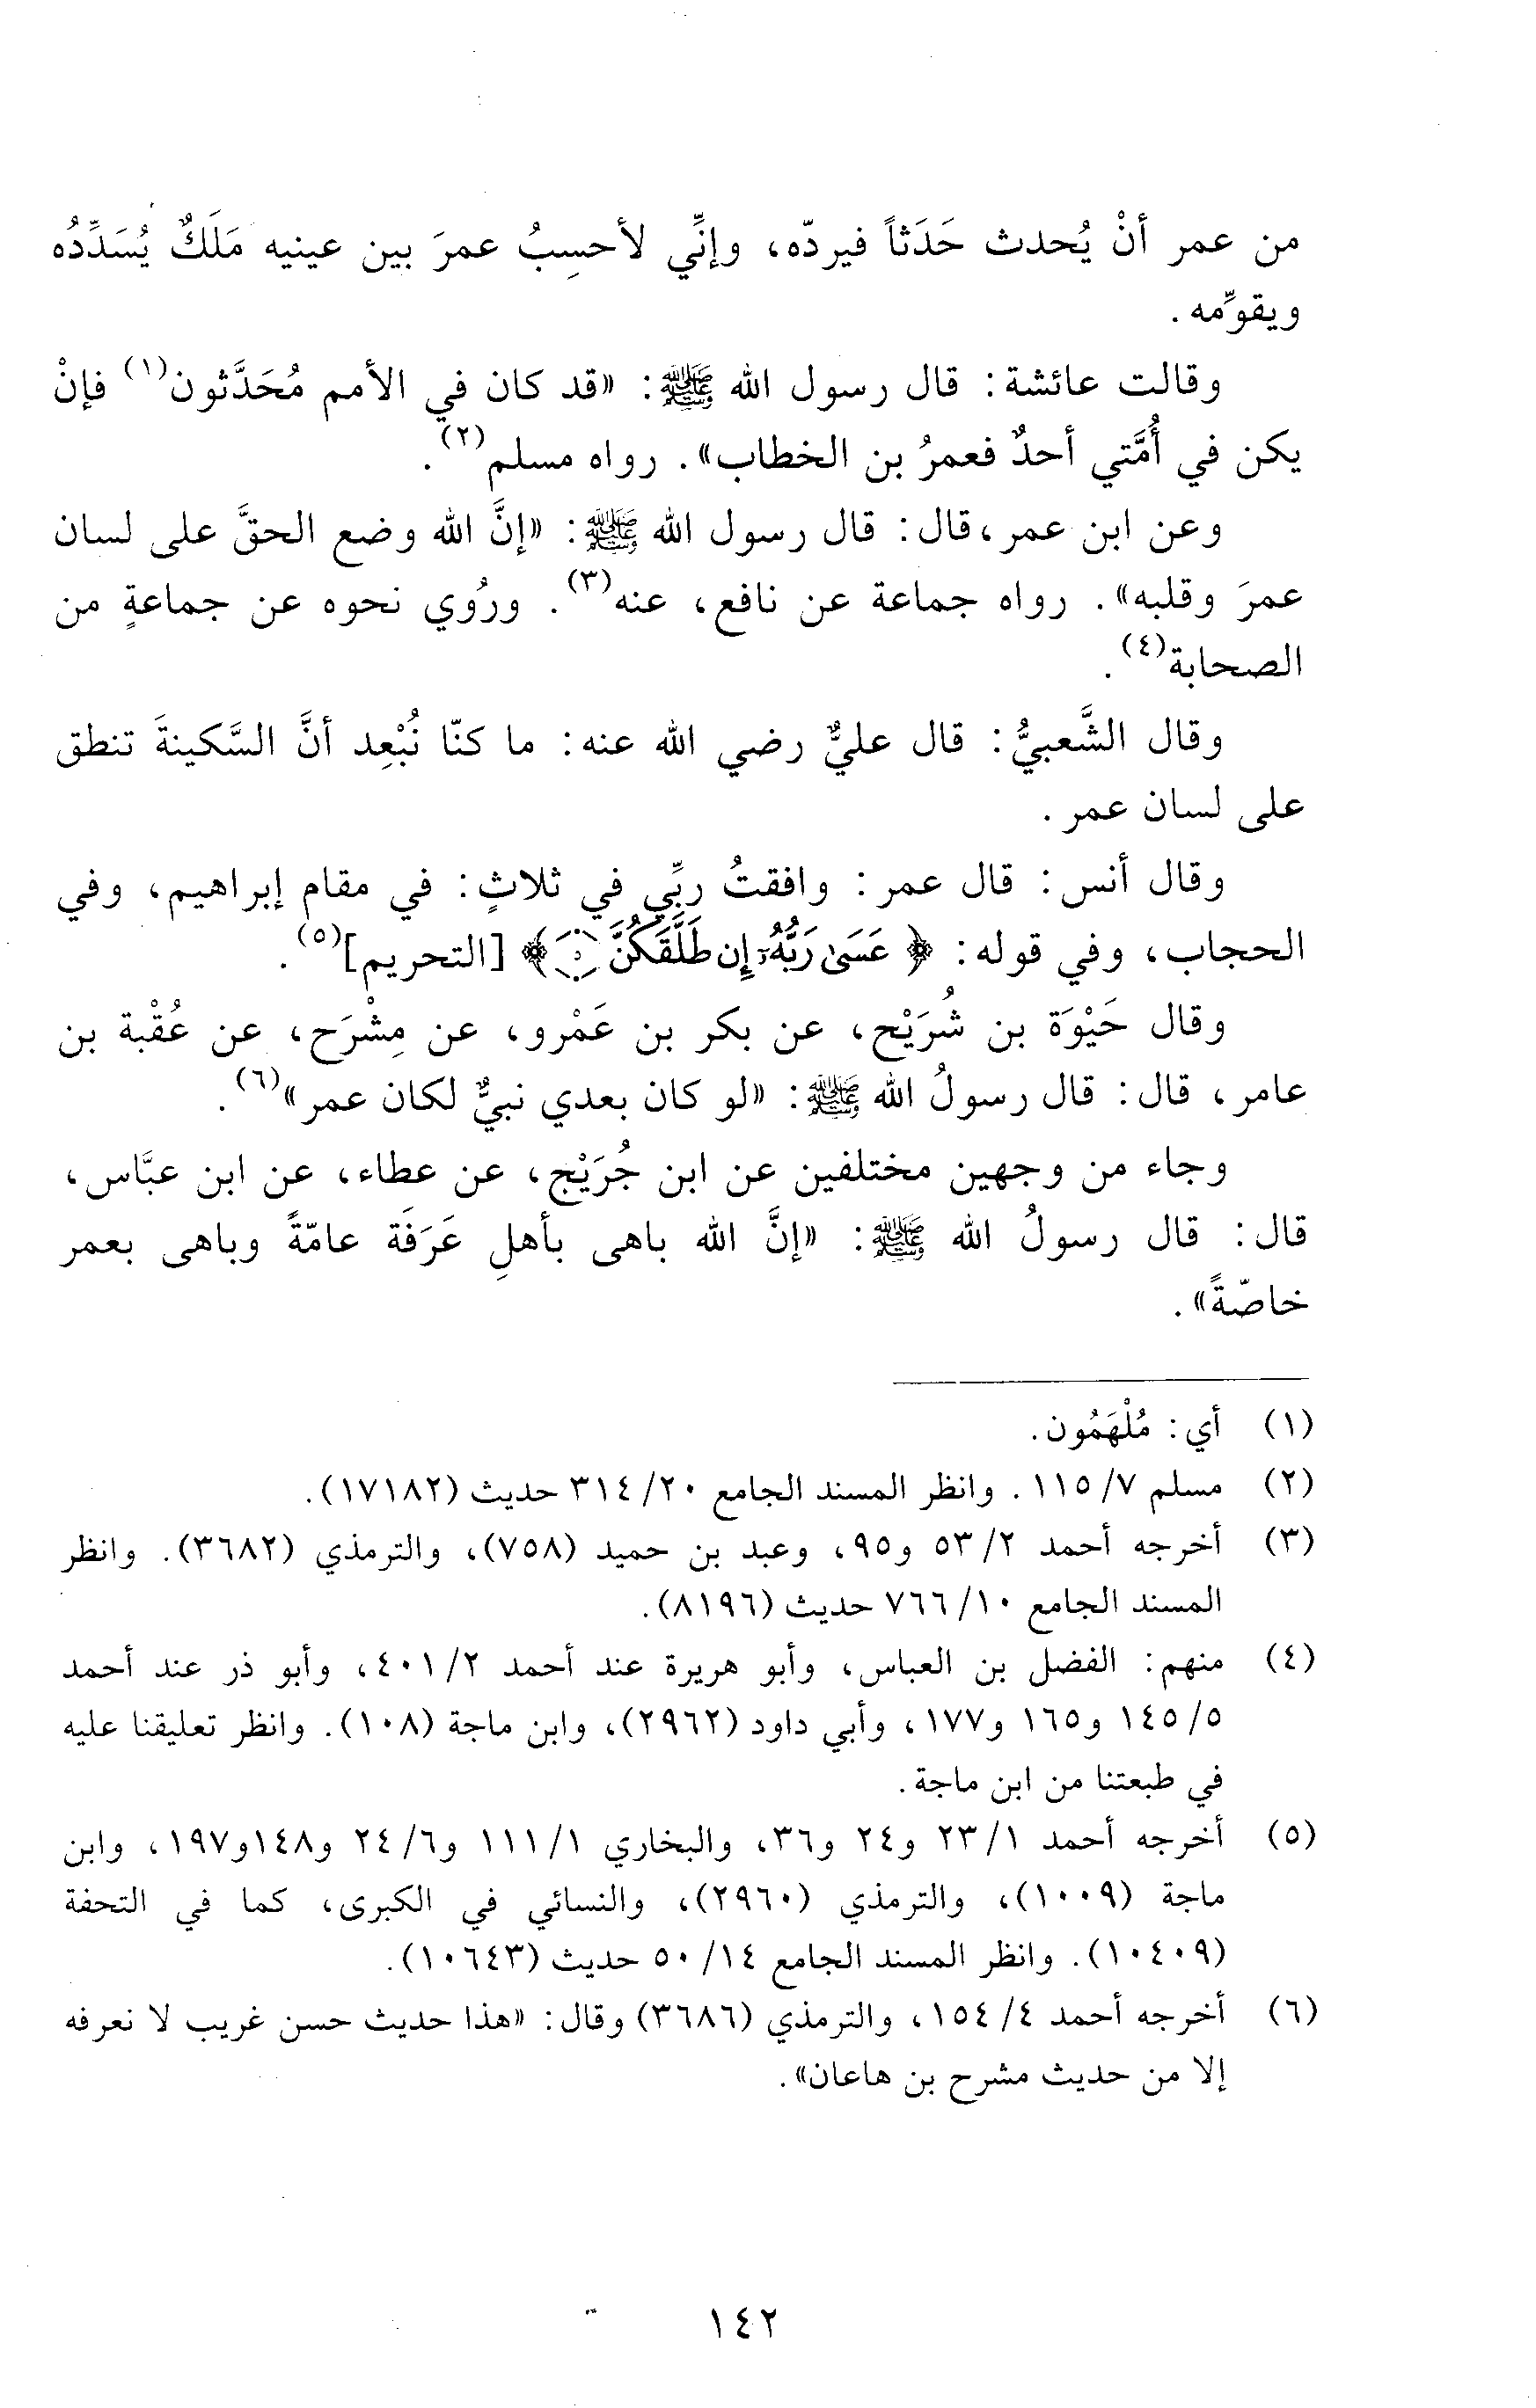 من عمر أنْ يُحدث حَدَثاً فيردّه، وإنِّي لأحسِبُ عمرَ بين عينيه مَلَكٌ يُسَدِّدُه
ويقوِّمه.
وقالت عائشة: قال رسول الله ﷺ: «قد كان في الأمم مُحَدَّثون(١) فإنْ
يكن في أُمَّتي أحدٌ فعمرُ بن الخطاب». رواه مسلم(٢).
وعن ابن عمر، قال: قال رسول الله ﷺ: «إنَّ الله وضع الحقَّ على لسان
عمرَ وقلبه». رواه جماعة عن نافع، عنه(٣). ورُوي نحوه عن جماعةٍ من
الصحابة(٤).
وقال الشَّعبيُّ: قال عليٌّ رضي الله عنه: ما كنّا نُبْعِد أنَّ السَّكينةَ تنطق
على لسان عمر.
وقال أنس: قال عمر: وافقتُ ربِّي في ثلاثٍ: في مقام إبراهيم، وفي
الحجاب، وفي قوله: ﴿عَسَىٰ رَبُّهُۥٓ إِن طَلَّقَكُنَّ ۝٥﴾ [التحريم](٥).
وقال حَيْوَة بن شُرَيْح، عن بكر بن عَمْرو، عن مِشْرَح، عن عُقْبة بن
عامر، قال: قال رسولُ الله ﷺ: «لو كان بعدي نبيٌّ لكان عمر»(٦).
وجاء من وجهين مختلفين عن ابن جُرَيْج، عن عطاء، عن ابن عبَّاس،
قال: قال رسولُ الله ﷺ: «إنَّ الله باهى بأهلِ عَرَفَة عامّةً وباهى بعمر
خاصّةً».
(١) أي: مُلْهَمُون.
(٢) مسلم ٧/ ١١٥. وانظر المسند الجامع ٢٠/ ٣١٤ حديث (١٧١٨٢).
(٣) أخرجه أحمد ٢/ ٥٣ و٩٥، وعبد بن حميد (٧٥٨)، والترمذي (٣٦٨٢). وانظر
المسند الجامع ١٠/ ٧٦٦ حديث (٨١٩٦).
(٤) منهم: الفضل بن العباس، وأبو هريرة عند أحمد ٢/ ٤٠١، وأبو ذر عند أحمد
٥/ ١٤٥ و١٦٥ و١٧٧، وأبي داود (٢٩٦٢)، وابن ماجة (١٠٨). وانظر تعليقنا عليه
في طبعتنا من ابن ماجة.
(٥) أخرجه أحمد ١/ ٢٣ و٢٤ و٣٦، والبخاري ١/ ١١١ و٦/ ٢٤ و١٤٨و١٩٧، وابن
ماجة (١٠٠٩)، والترمذي (٢٩٦٠)، والنسائي في الكبرى، كما في التحفة
(١٠٤٠٩). وانظر المسند الجامع ١٤/ ٥٠ حديث (١٠٦٤٣).
(٦) أخرجه أحمد ٤/ ١٥٤، والترمذي (٣٦٨٦) وقال: «هذا حديث حسن غريب لا نعرفه
إلا من حديث مشرح بن هاعان».
١٤٢